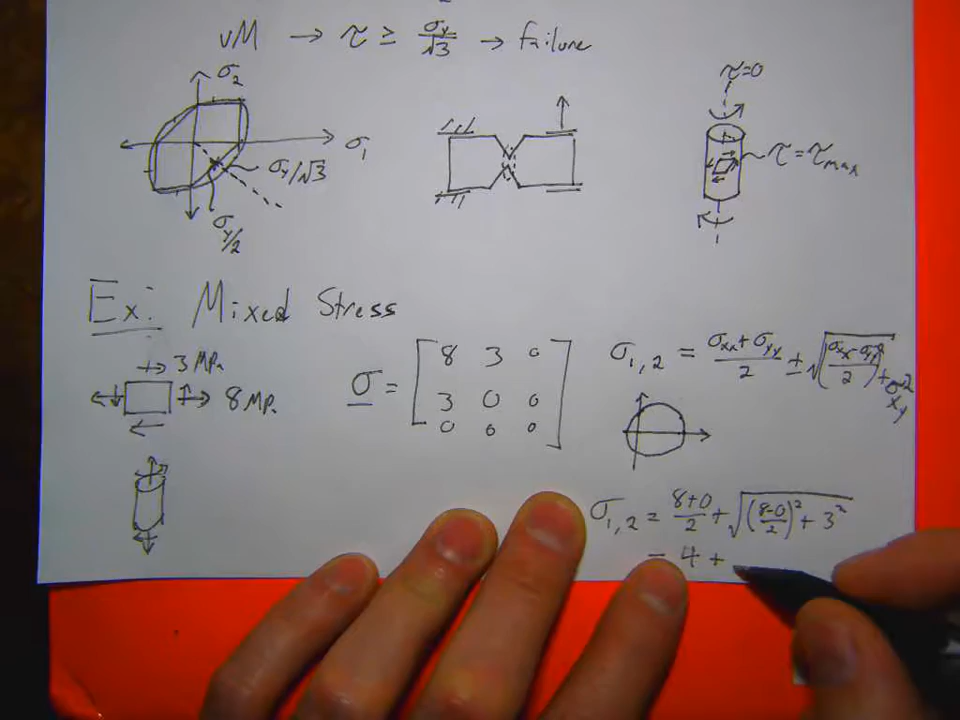 vM → τ ≥ σy/√3 → failure
σ2
τ=0
σ1
σy/√3
τ = τmax
σy/2
Ex: Mixed Stress
3 MPa
8 MPa
σ = [8 3 0
3 0 0
0 0 0]
σ1,2 = (σxx + σyy)/2 ± √((σxx - σyy)/2)² + σ²xy
σ1,2 = (8+0)/2 + √((8-0)/2)² + 3²
= 4 +